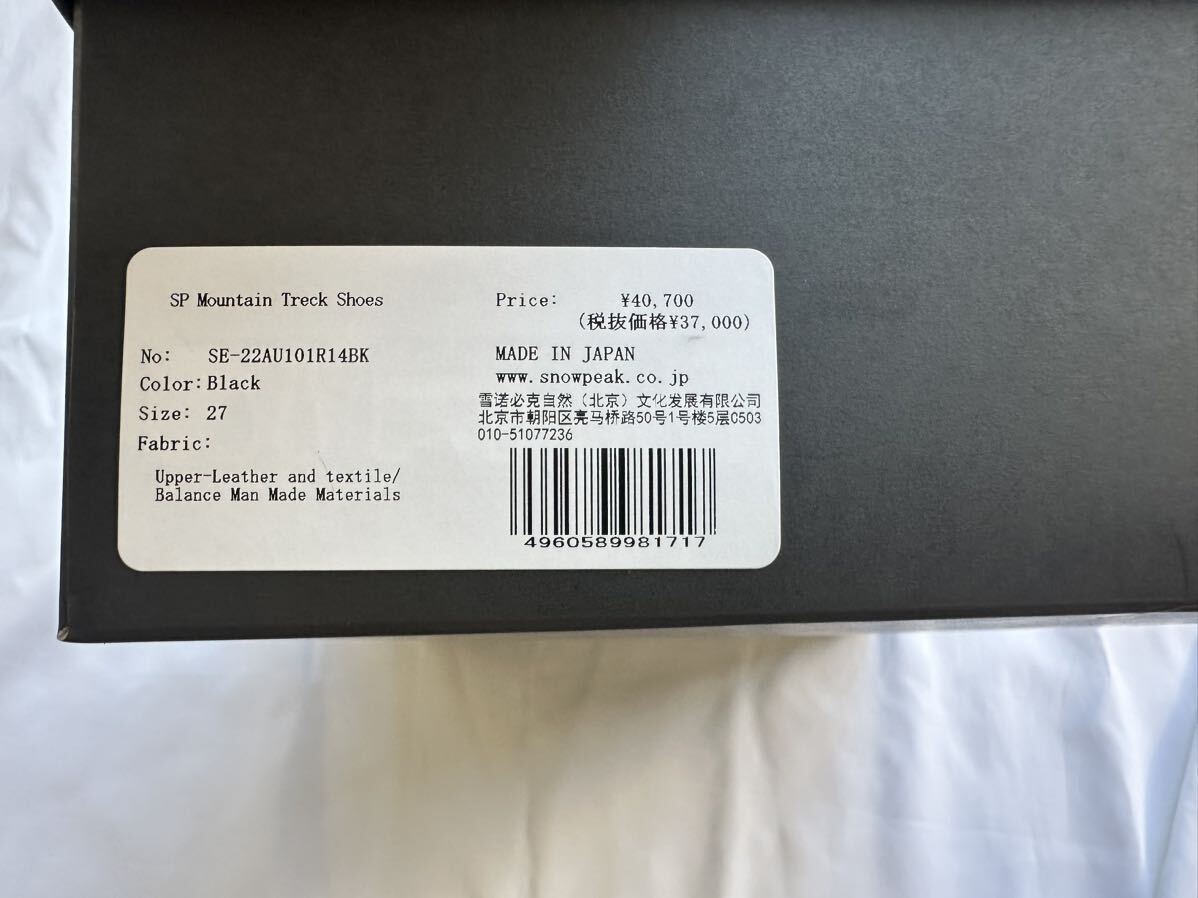 SP Mountain Treck Shoes
No: SE-22AU101R14BK
Color:Black
Size: 27
Fabric:
Upper-Leather and textile/
Balance Man Made Materials
Price: ¥40,700
(税抜価格¥37,000)
MADE IN JAPAN
www.snowpeak.co.jp
雪诺必克自然（北京）文化发展有限公司
北京市朝阳区亮马桥路50号1号楼5层C503
010-51077236
4960589981717